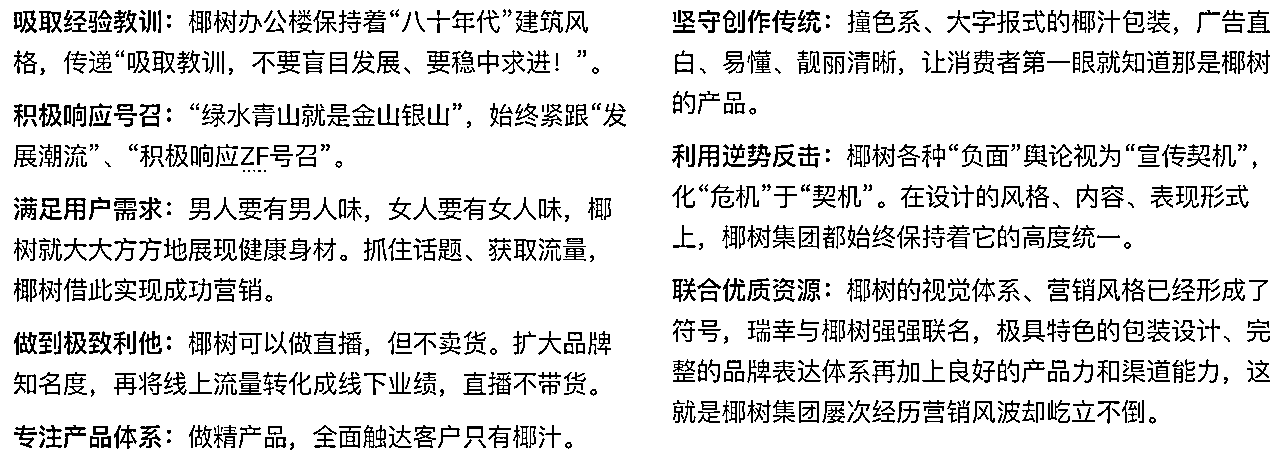 吸取经验教训：椰树办公楼保持着“八十年代”建筑风
格，传递“吸取教训，不要盲目发展、要稳中求进！”。
积极响应号召：“绿水青山就是金山银山”，始终紧跟“发
展潮流”、“积极响应ZF号召”。
满足用户需求：男人要有男人味，女人要有女人味，椰
树就大大方方地展现健康身材。抓住话题、获取流量，
椰树借此实现成功营销。
做到极致利他：椰树可以做直播，但不卖货。扩大品牌
知名度，再将线上流量转化成线下业绩，直播不带货。
专注产品体系：做精产品，全面触达客户只有椰汁。
坚守创作传统：撞色系、大字报式的椰汁包装，广告直
白、易懂、靓丽清晰，让消费者第一眼就知道那是椰树
的产品。
利用逆势反击：椰树各种“负面”舆论视为“宣传契机”，
化“危机”于“契机”。在设计的风格、内容、表现形式
上，椰树集团都始终保持着它的高度统一。
联合优质资源：椰树的视觉体系、营销风格已经形成了
符号，瑞幸与椰树强强联名，极具特色的包装设计、完
整的品牌表达体系再加上良好的产品力和渠道能力，这
就是椰树集团屡次经历营销风波却屹立不倒。